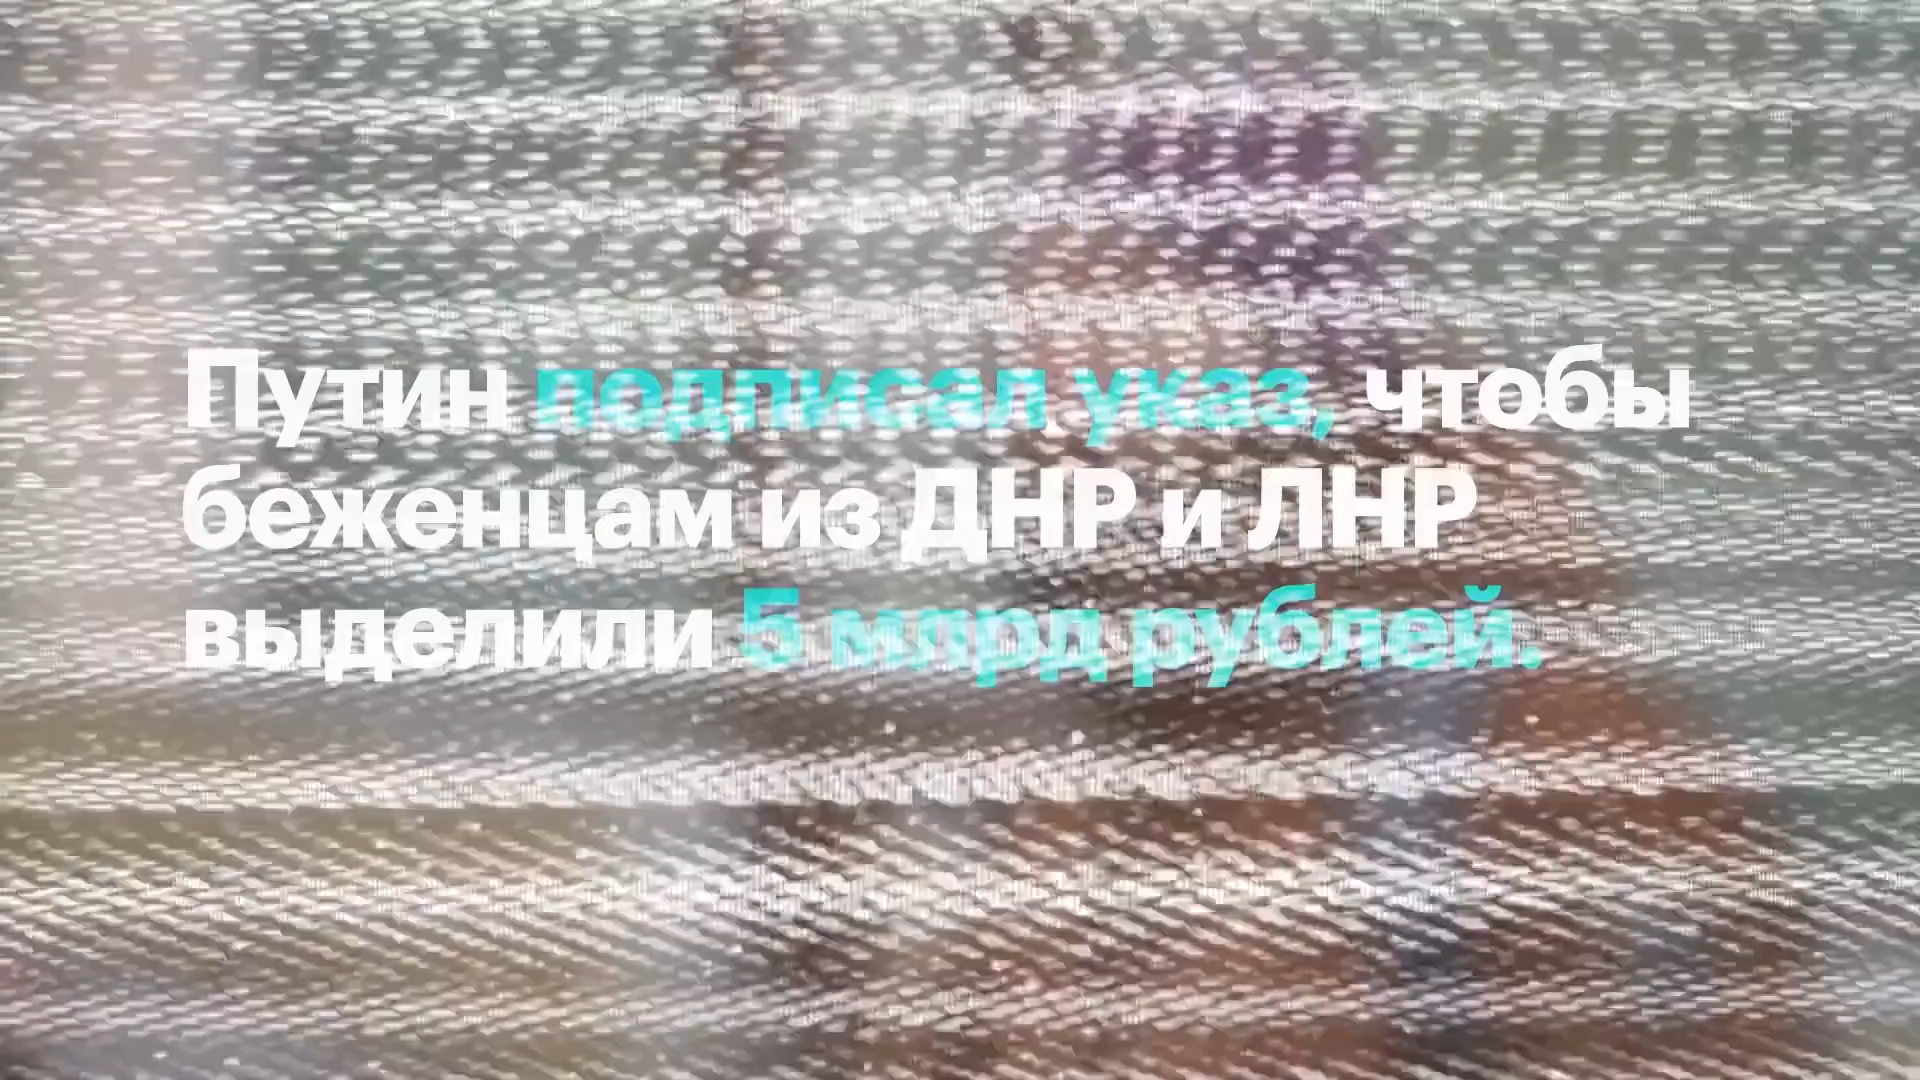 Путин подписал указ, чтобы
беженцам из ДНР и ЛНР
выделили 5 млрд рублей.